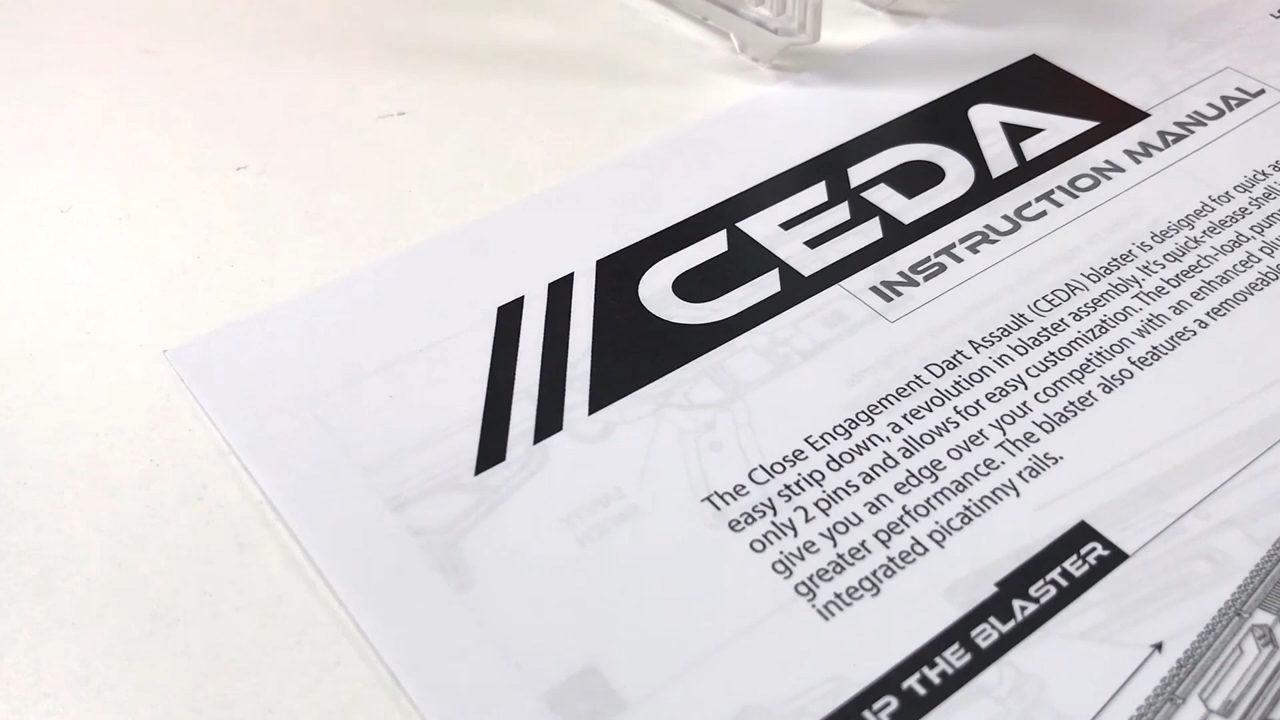 CEDA
INSTRUCTION MANUAL
The Close Engagement Dart Assault (CEDA) blaster is designed for quick
easy strip down, a revolution in blaster assembly. It's quick-release shell
only 2 pins and allows for easy customization. The breech-load,
give you an edge over your competition with an enhanced
greater performance. The blaster also features a removeable
integrated picatinny rails.
THE BLASTER